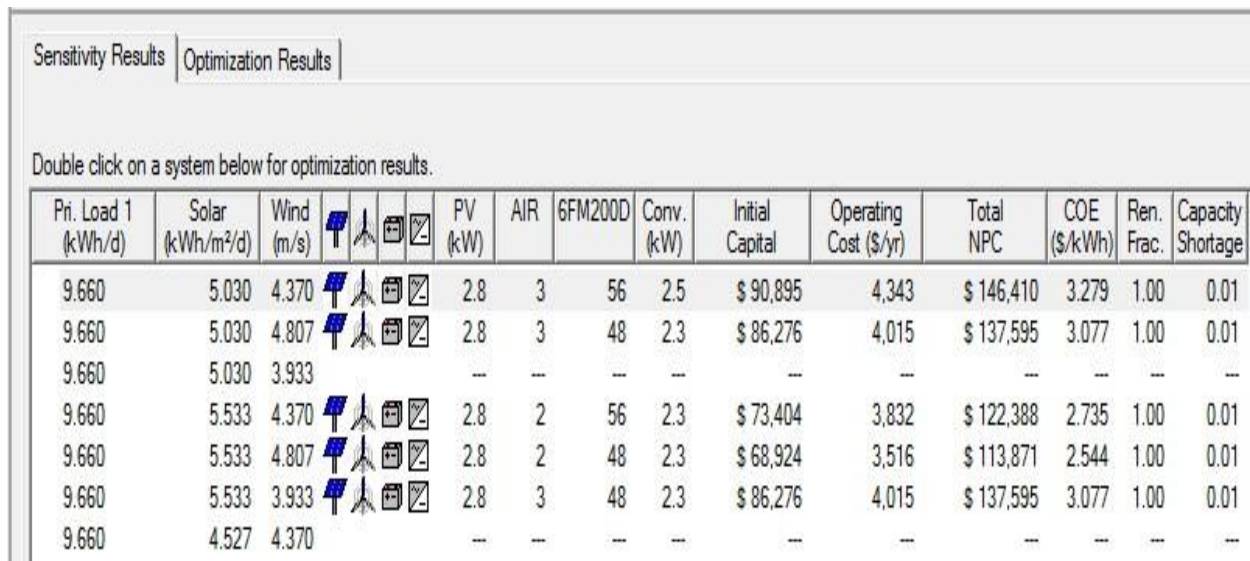 Sensitivity Results Optimization Results
Double click on a system below for optimization results.
Pri. Load 1 (kWh/d) Solar (kWh/m²/d) Wind (m/s) PV (kW) AIR 6FM200D Conv. (kW) Initial Capital Operating Cost ($/yr) Total NPC COE ($/kWh) Ren. Frac. Capacity Shortage
9.660 5.030 4.370 2.8 3 56 2.5 $ 90,895 4,343 $ 146,410 3.279 1.00 0.01
9.660 5.030 4.807 2.8 3 48 2.3 $ 86,276 4,015 $ 137,595 3.077 1.00 0.01
9.660 5.030 3.933 --- --- --- --- --- --- --- --- --- ---
9.660 5.533 4.370 2.8 2 56 2.3 $ 73,404 3,832 $ 122,388 2.735 1.00 0.01
9.660 5.533 4.807 2.8 2 48 2.3 $ 68,924 3,516 $ 113,871 2.544 1.00 0.01
9.660 5.533 3.933 2.8 3 48 2.3 $ 86,276 4,015 $ 137,595 3.077 1.00 0.01
9.660 4.527 4.370 --- --- --- --- --- --- --- --- --- ---